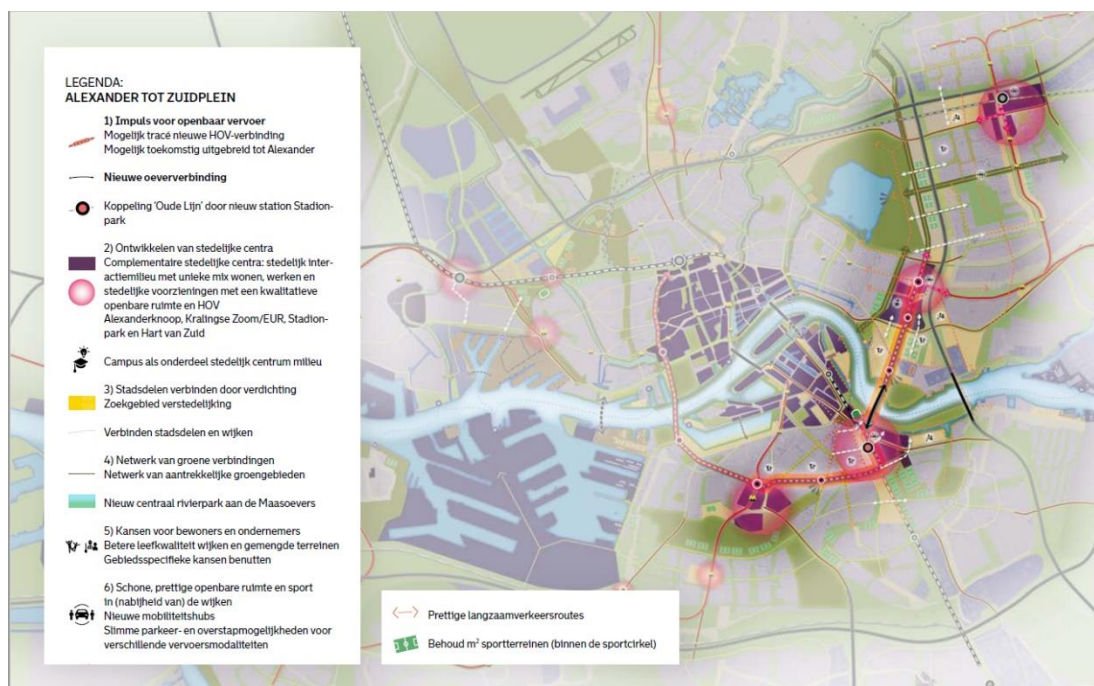 LEGENDA:
ALEXANDER TOT ZUIDPLEIN
1) Impuls voor openbaar vervoer
Mogelijk tracé nieuwe HOV-verbinding
Mogelijk toekomstig uitgebreid tot Alexander
Nieuwe oeververbinding
Koppeling 'Oude Lijn' door nieuw station Stadion-
park
2) Ontwikkelen van stedelijke centra
Complementaire stedelijke centra: stedelijk inter-
actiemilieu met unieke mix wonen, werken en
stedelijke voorzieningen met een kwalitatieve
openbare ruimte en HOV
Alexanderknoop, Kralingse Zoom/EUR, Stadion-
park en Hart van Zuid
Campus als onderdeel stedelijk centrum milieu
3) Stadsdelen verbinden door verdichting
Zoekgebied verstedelijking
Verbinden stadsdelen en wijken
4) Netwerk van groene verbindingen
Netwerk van aantrekkelijke groengebieden
Nieuw centraal rivierpark aan de Maasoevers
5) Kansen voor bewoners en ondernemers
Betere leefkwaliteit wijken en gemengde terreinen
Gebiedsspecifieke kansen benutten
6) Schone, prettige openbare ruimte en sport
in (nabijheid van) de wijken
Nieuwe mobiliteitshubs
Slimme parkeer- en overstapmogelijkheden voor
verschillende vervoersmodaliteiten
Prettige langzaamverkeersroutes
Behoud m² sportterreinen (binnen de sportcirkel)